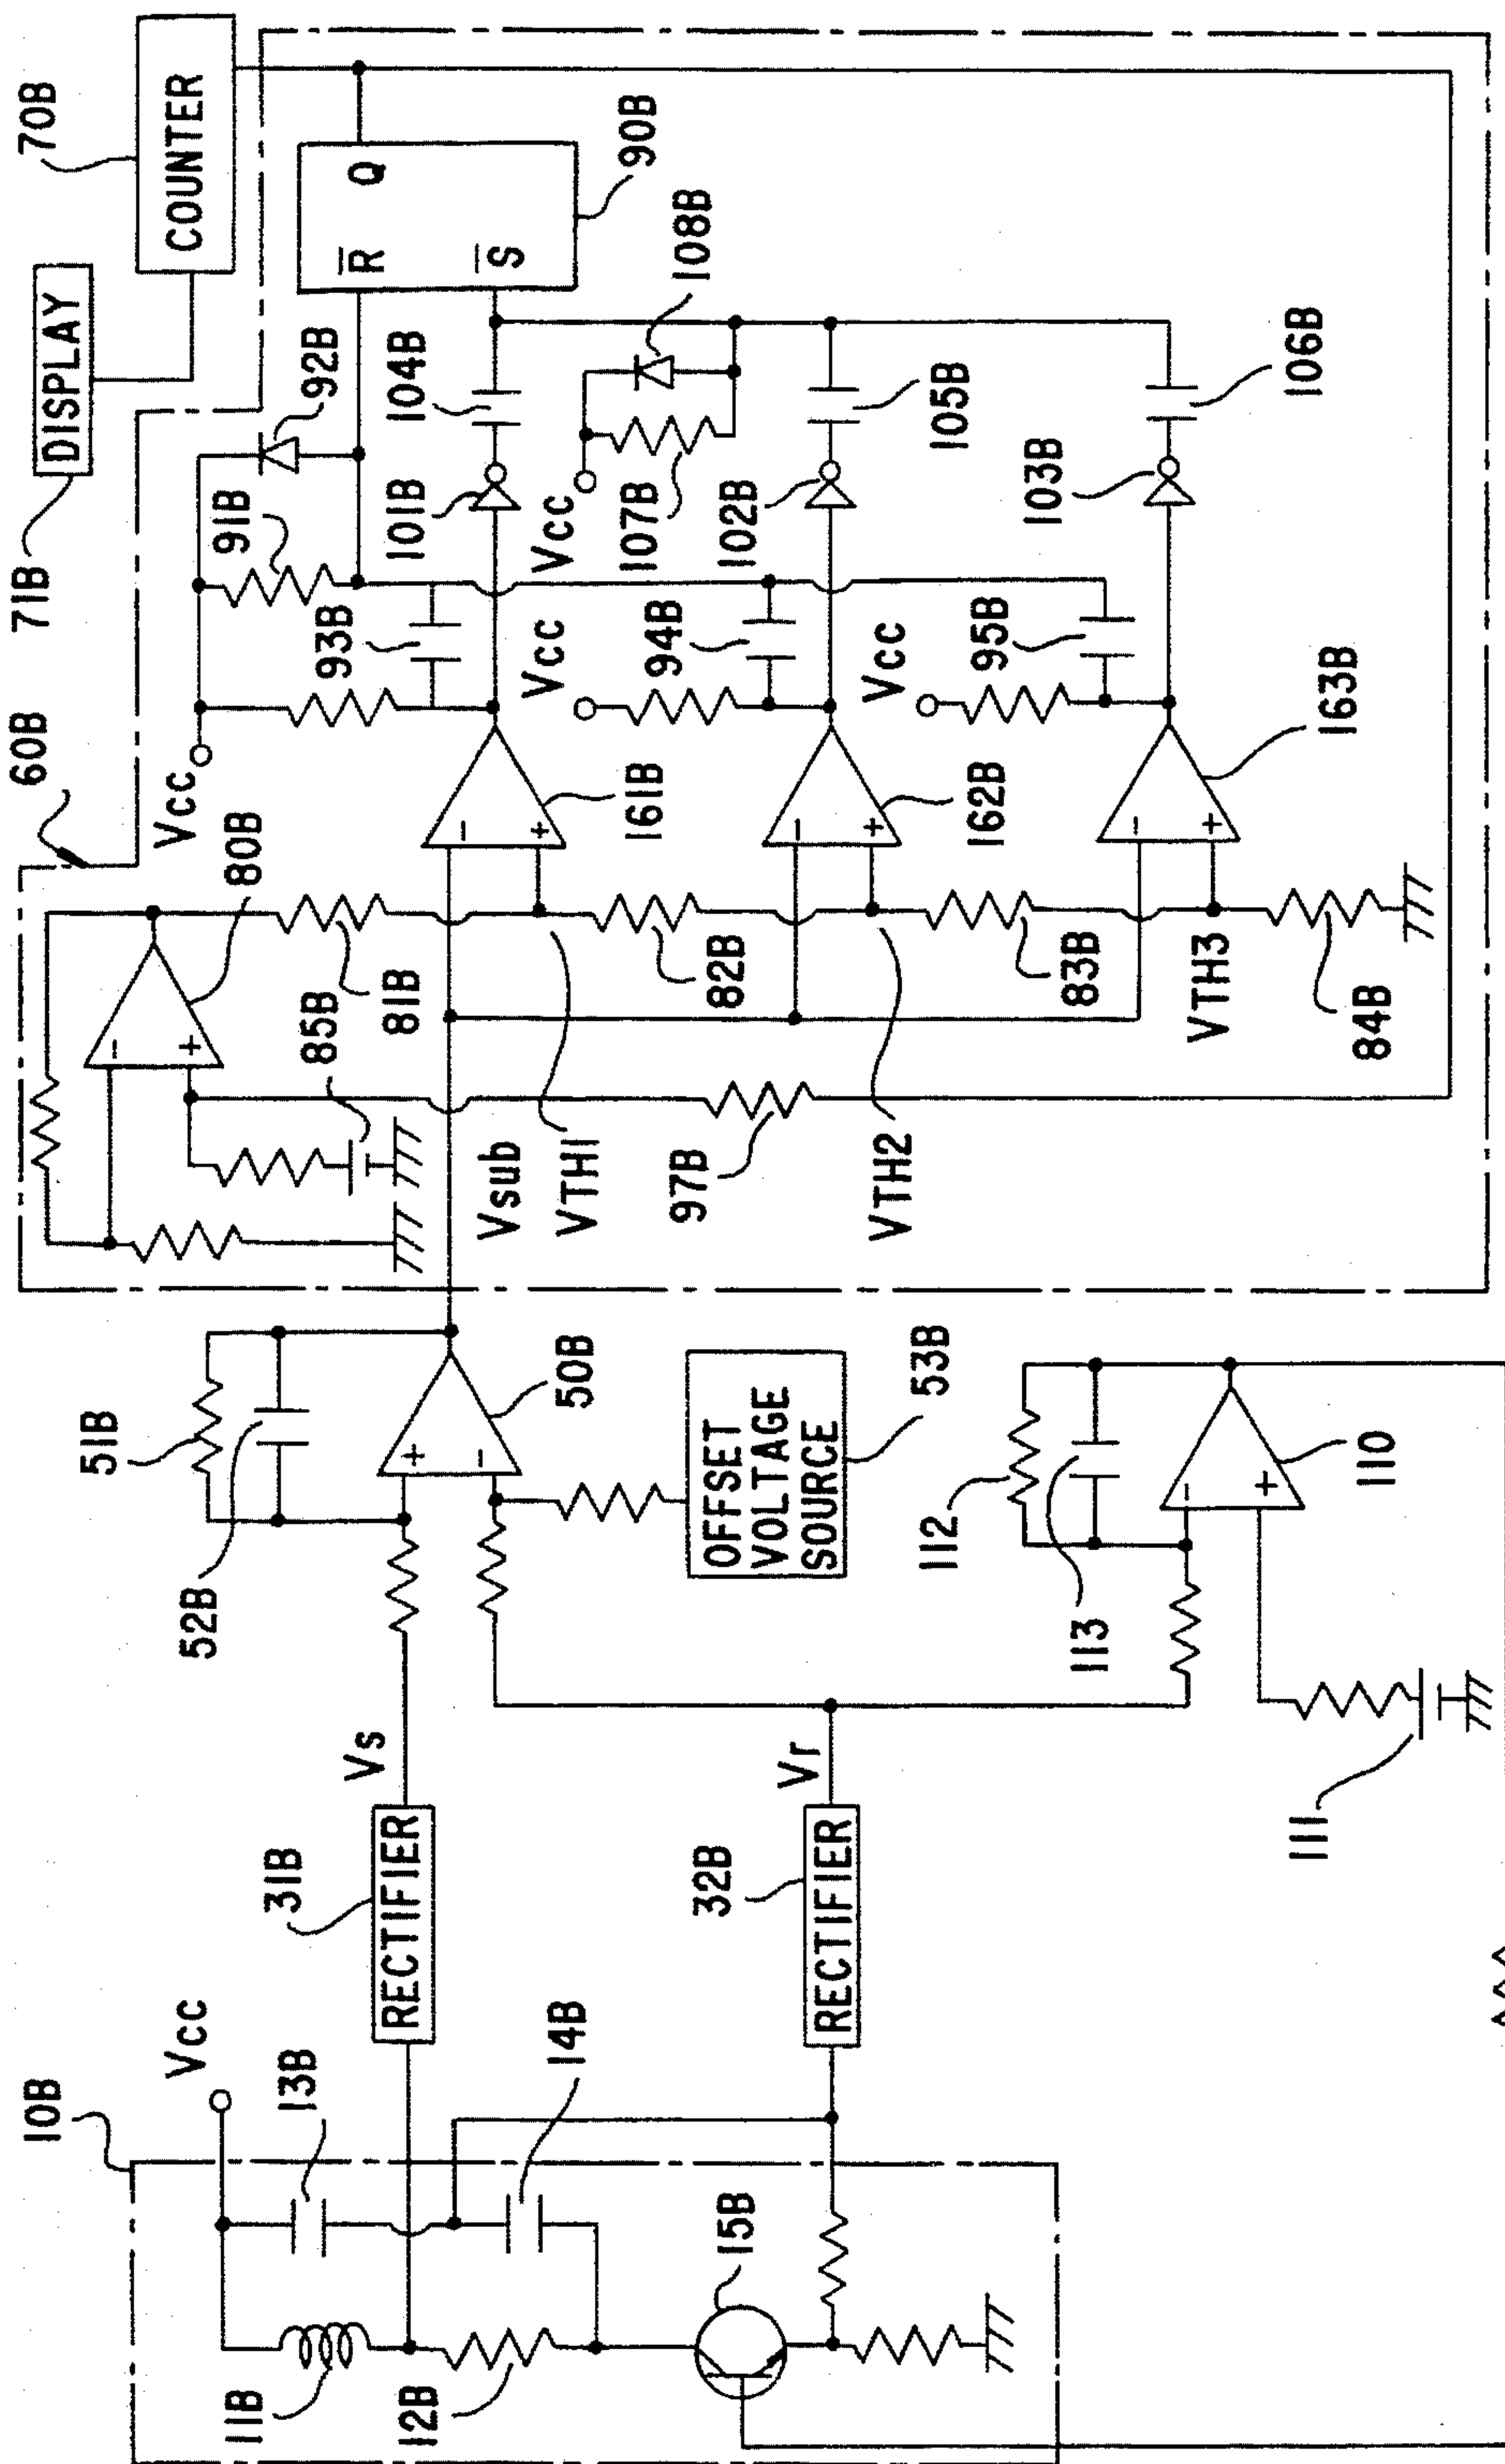 10B
Vcc
13B
14B
11B
12B
15B
31B
RECTIFIER
Vs
32B
RECTIFIER
Vr
51B
52B
+
−
50B
OFFSET
VOLTAGE
SOURCE
53B
112
113
−
+
110
111
60B
80B
−
+
85B
81B
Vsub
VTH1
82B
97B
VTH2
83B
VTH3
84B
−
+
161B
−
+
162B
−
+
163B
Vcc
91B
92B
93B
Vcc
94B
Vcc
95B
101B
104B
Vcc
107B
108B
102B
105B
103B
106B
R
S
Q
90B
71B
DISPLAY
70B
COUNTER